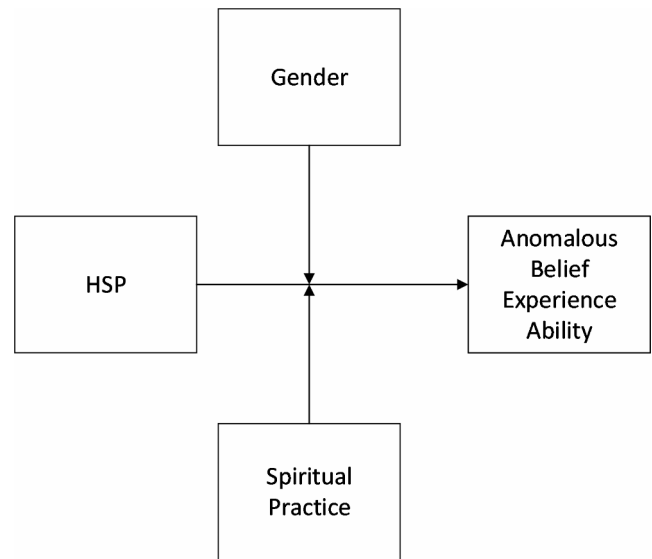 Gender
HSP
Anomalous
Belief
Experience
Ability
Spiritual
Practice